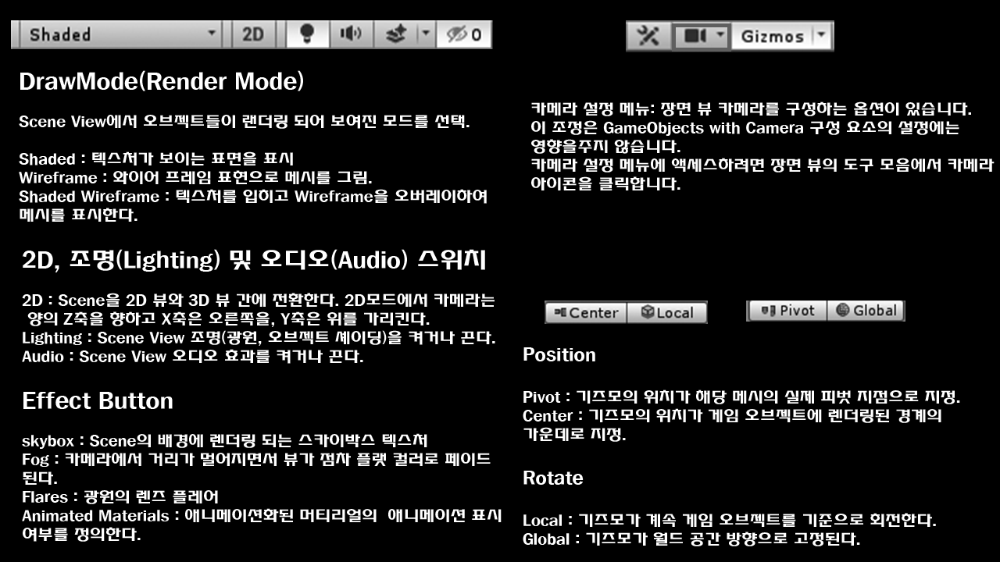 Shaded
2D
0
DrawMode(Render Mode)
Scene View에서 오브젝트들이 랜더링 되어 보여진 모드를 선택.
Shaded : 텍스처가 보이는 표면을 표시
Wireframe : 와이어 프레임 표현으로 메시를 그림.
Shaded Wireframe : 텍스처를 입히고 Wireframe을 오버레이하여
메시를 표시한다.
2D, 조명(Lighting) 및 오디오(Audio) 스위치
2D : Scene을 2D 뷰와 3D 뷰 간에 전환한다. 2D모드에서 카메라는
양의 Z축을 향하고 X축은 오른쪽을, Y축은 위를 가리킨다.
Lighting : Scene View 조명(광원, 오브젝트 셰이딩)을 켜거나 끈다.
Audio : Scene View 오디오 효과를 켜거나 끈다.
Effect Button
skybox : Scene의 배경에 렌더링 되는 스카이박스 텍스처
Fog : 카메라에서 거리가 멀어지면서 뷰가 점차 플랫 컬러로 페이드
된다.
Flares : 광원의 렌즈 플레어
Animated Materials : 애니메이션화된 머티리얼의 애니메이션 표시
여부를 정의한다.
Gizmos
카메라 설정 메뉴: 장면 뷰 카메라를 구성하는 옵션이 있습니다.
이 조정은 GameObjects with Camera 구성 요소의 설정에는
영향을주지 않습니다.
카메라 설정 메뉴에 액세스하려면 장면 뷰의 도구 모음에서 카메라
아이콘을 클릭합니다.
Center Local
Pivot Global
Position
Pivot : 기즈모의 위치가 해당 메시의 실제 피벗 지점으로 지정.
Center : 기즈모의 위치가 게임 오브젝트에 렌더링된 경계의
가운데로 지정.
Rotate
Local : 기즈모가 계속 게임 오브젝트를 기준으로 회전한다.
Global : 기즈모가 월드 공간 방향으로 고정된다.